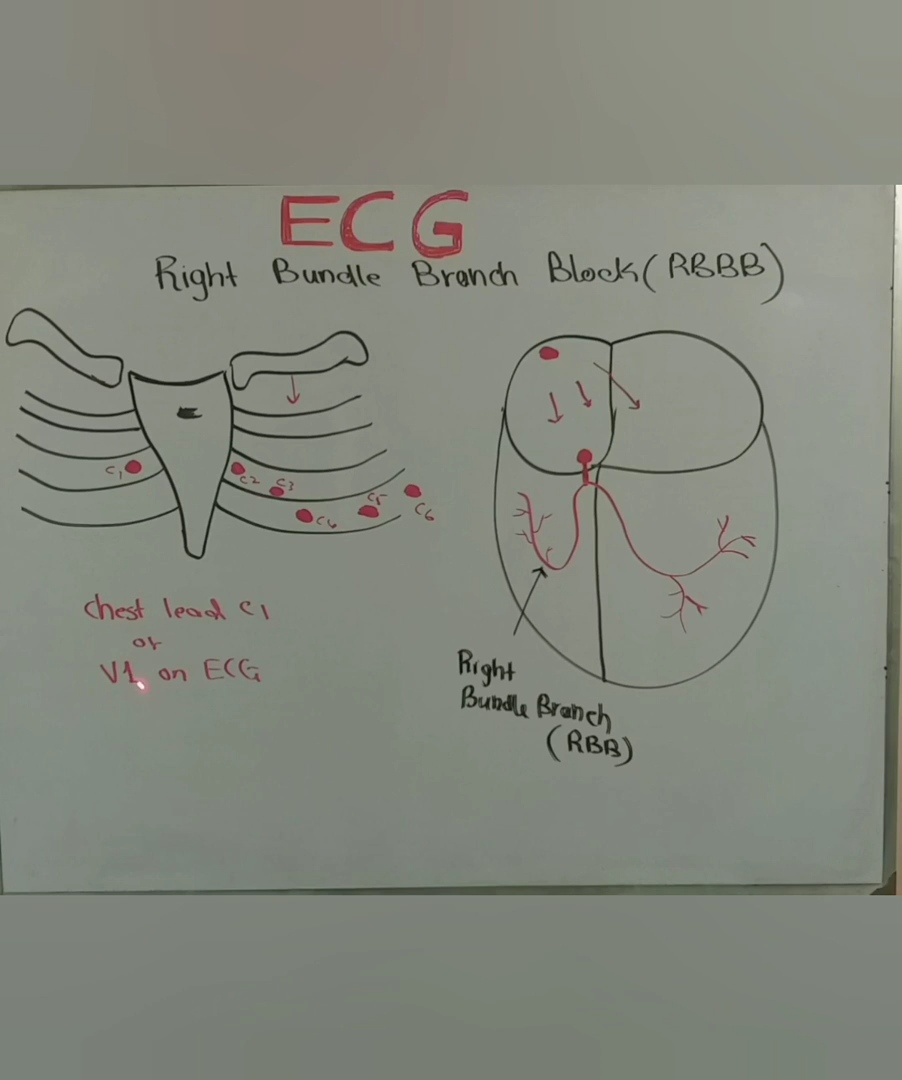 ECG
Right Bundle Branch Block (RBBB)
C1
C2
C3
C4
C5
C6
chest lead C1
or
V1 on ECG
Right
Bundle Branch
(RBB)